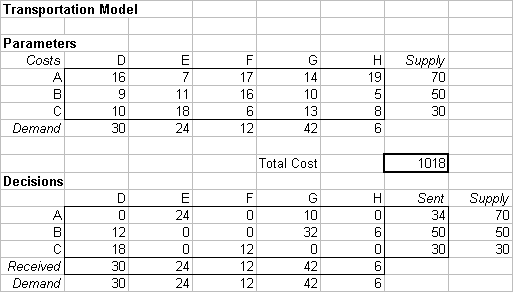 Transportation Model
Parameters
Costs D E F G H Supply
A 16 7 17 14 19 70
B 9 11 16 10 5 50
C 10 18 6 13 8 30
Demand 30 24 12 42 6
Total Cost 1018
Decisions
D E F G H Sent Supply
A 0 24 0 10 0 34 70
B 12 0 0 32 6 50 50
C 18 0 12 0 0 30 30
Received 30 24 12 42 6
Demand 30 24 12 42 6